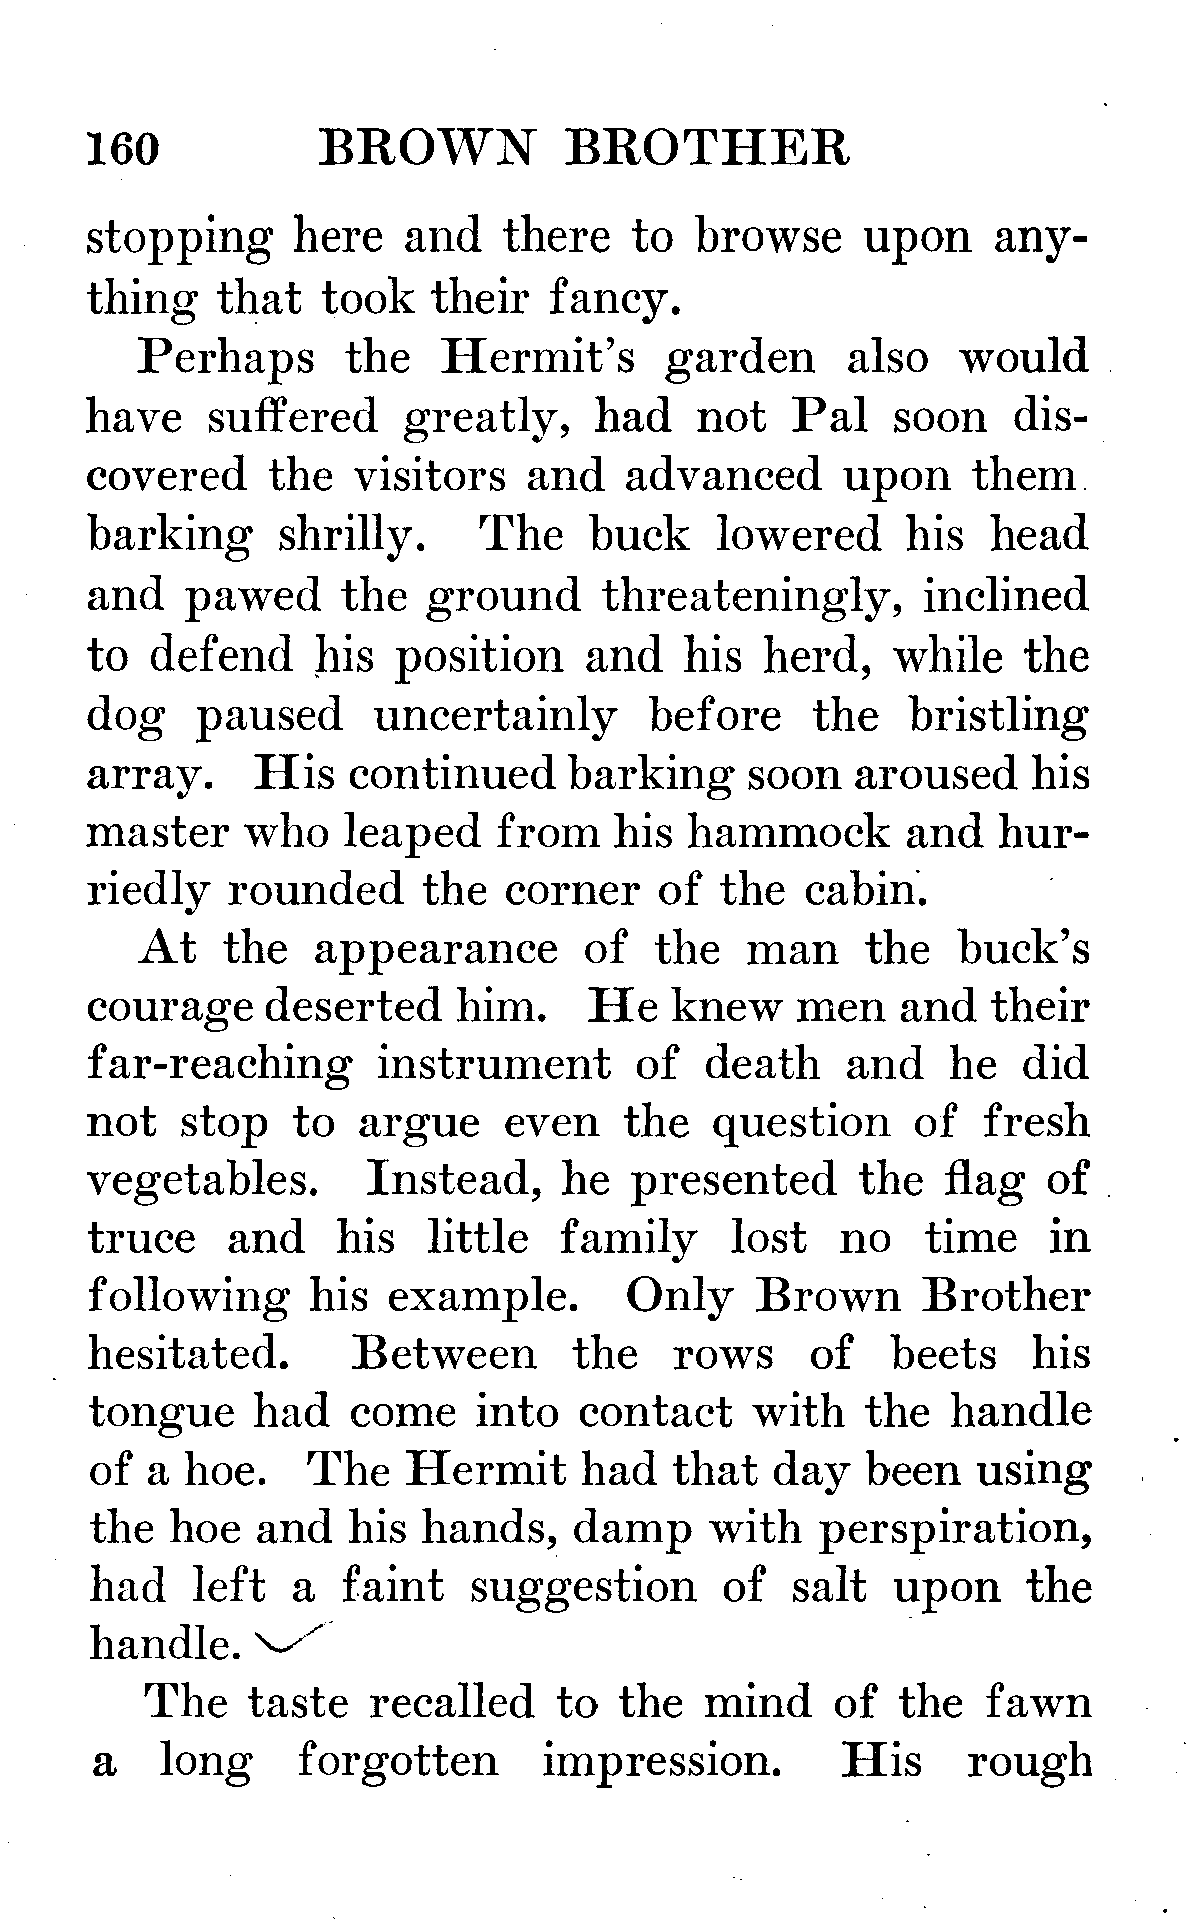 160 BROWN BROTHER
stopping here and there to browse upon any-
thing that took their fancy.
Perhaps the Hermit's garden also would
have suffered greatly, had not Pal soon dis-
covered the visitors and advanced upon them
barking shrilly. The buck lowered his head
and pawed the ground threateningly, inclined
to defend his position and his herd, while the
dog paused uncertainly before the bristling
array. His continued barking soon aroused his
master who leaped from his hammock and hur-
riedly rounded the corner of the cabin.
At the appearance of the man the buck's
courage deserted him. He knew men and their
far-reaching instrument of death and he did
not stop to argue even the question of fresh
vegetables. Instead, he presented the flag of
truce and his little family lost no time in
following his example. Only Brown Brother
hesitated. Between the rows of beets his
tongue had come into contact with the handle
of a hoe. The Hermit had that day been using
the hoe and his hands, damp with perspiration,
had left a faint suggestion of salt upon the
handle.
The taste recalled to the mind of the fawn
a long forgotten impression. His rough